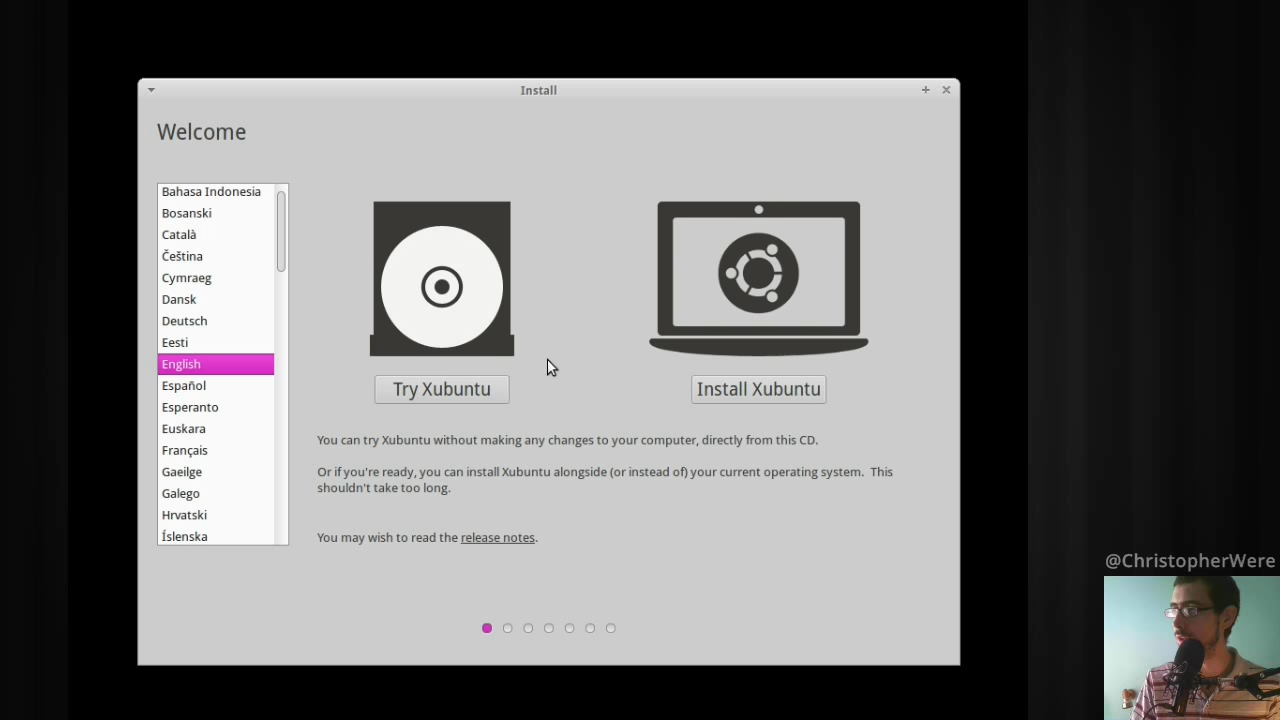 Install
Welcome
Bahasa Indonesia
Bosanski
Català
Čeština
Cymraeg
Dansk
Deutsch
Eesti
English
Español
Esperanto
Euskara
Français
Gaeilge
Galego
Hrvatski
Íslenska
Try Xubuntu
Install Xubuntu
You can try Xubuntu without making any changes to your computer, directly from this CD.
Or if you're ready, you can install Xubuntu alongside (or instead of) your current operating system. This
shouldn't take too long.
You may wish to read the release notes.
@ChristopherWere